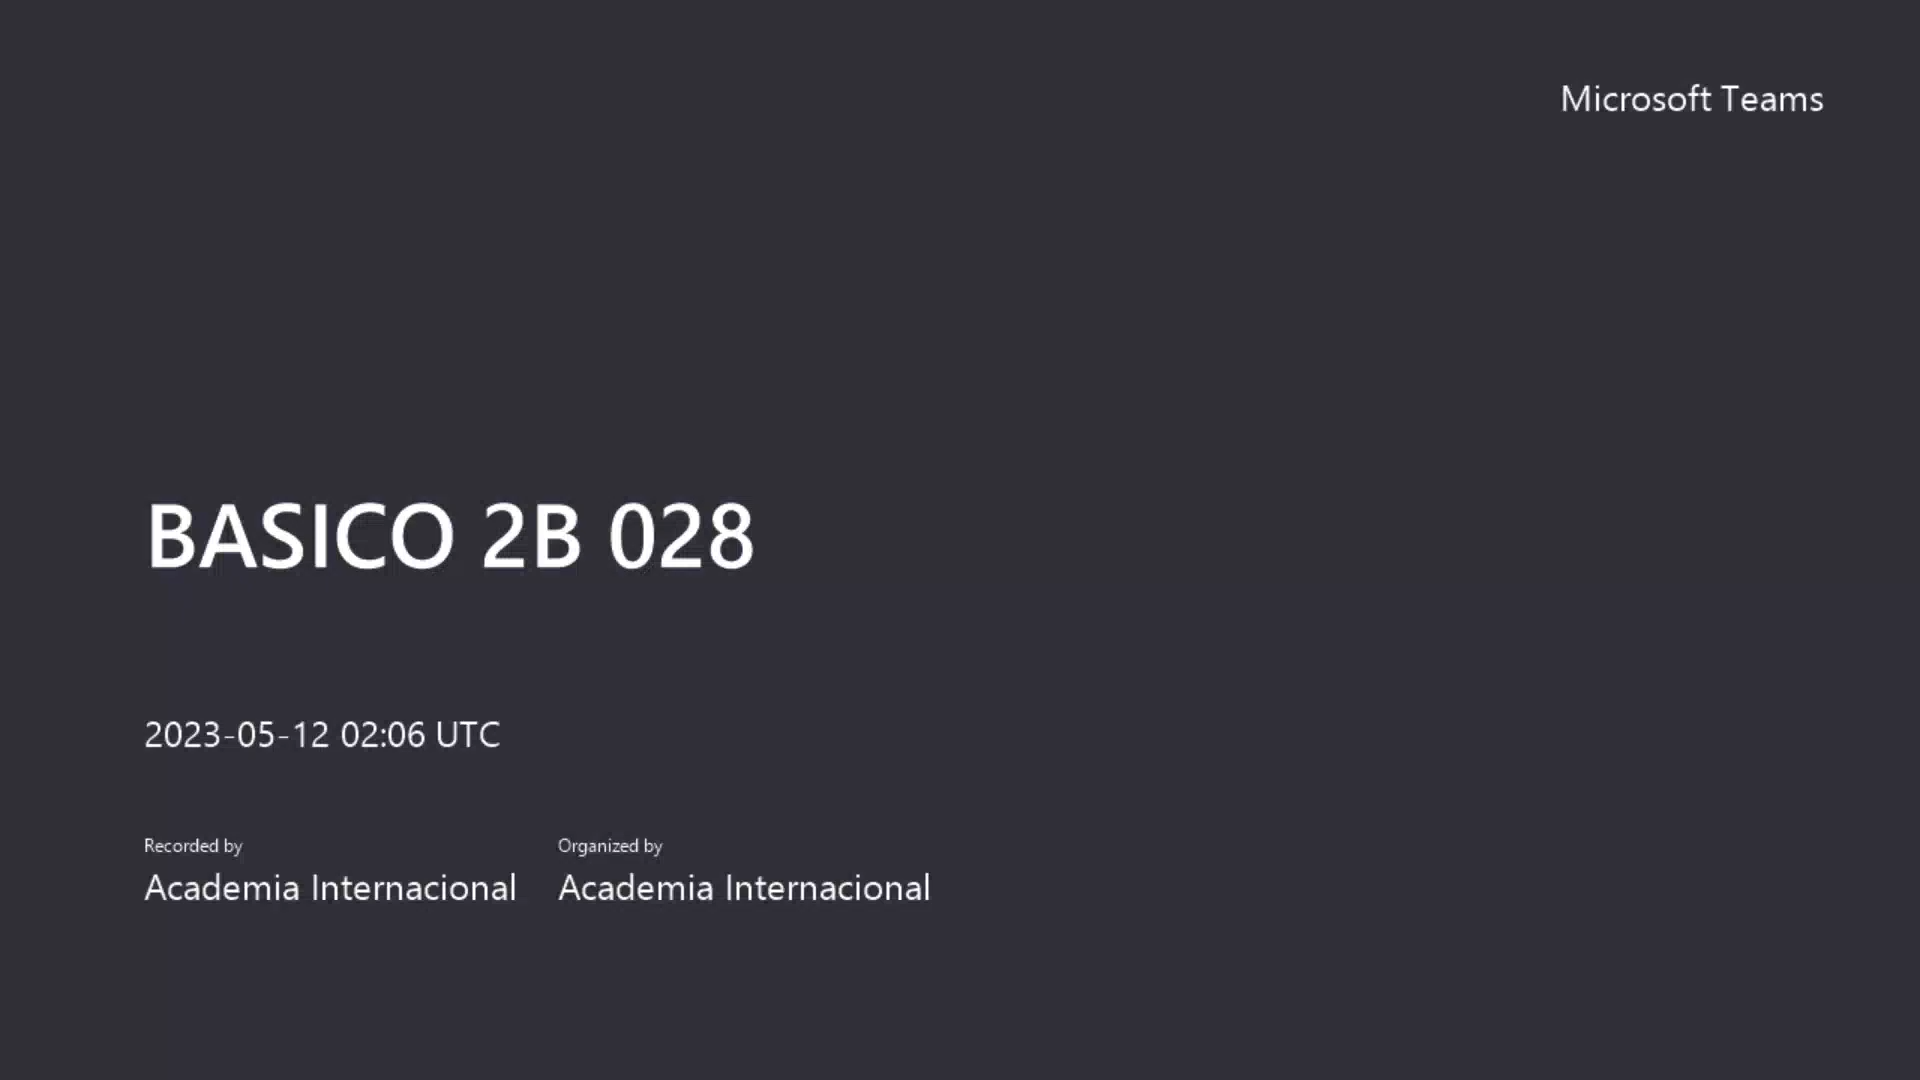 Microsoft Teams
BASICO 2B 028
2023-05-12 02:06 UTC
Recorded by
Academia Internacional
Organized by
Academia Internacional